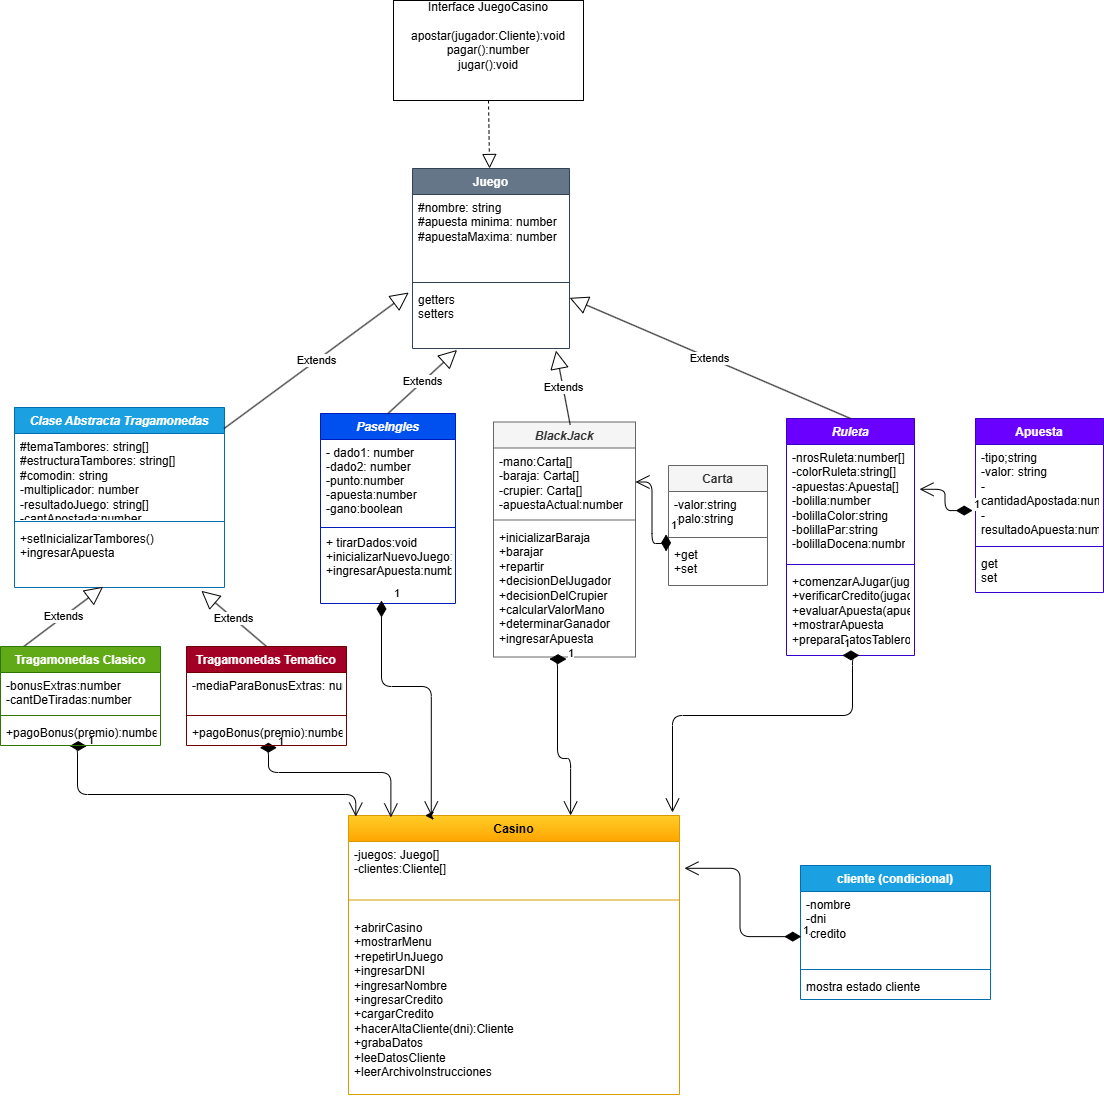 Interface JuegoCasino
apostar(jugador:Cliente):void
pagar():number
jugar():void
Juego
#nombre: string
#apuesta minima: number
#apuestaMaxima: number
getters
setters
Extends
Extends
Extends
Extends
Clase Abstracta Tragamonedas
#temaTambores: string[]
#estructuraTambores: string[]
#comodin: string
-multiplicador: number
-resultadoJuego: string[]
-cantApostada:number
+setInicializarTambores()
+ingresarApuesta
PaseIngles
- dado1: number
-dado2: number
-punto:number
-apuesta:number
-gano:boolean
+ tirarDados:void
+inicializarNuevoJuego:
+ingresarApuesta:numb
1
BlackJack
-mano:Carta[]
-baraja: Carta[]
-crupier: Carta[]
-apuestaActual:number
+inicializarBaraja
+barajar
+repartir
+decisionDelJugador
+decisionDelCrupier
+calcularValorMano
+determinarGanador
+ingresarApuesta
1
Carta
-valor:string
palo:string
1
+get
+set
Ruleta
-nrosRuleta:number[]
-colorRuleta:string[]
-apuestas:Apuesta[]
-bolilla:number
-bolillaColor:string
-bolillaPar:string
-bolillaDocena:numbr
+comenzarAJugar(jug
+verificarCredito(jugad
+evaluarApuesta(apue
+mostrarApuesta
+preparaDatosTablero
1
Apuesta
-tipo;string
-valor: string
-
cantidadApostada:num
-
resultadoApuesta:num
1
get
set
Extends
Extends
Tragamonedas Clasico
-bonusExtras:number
-cantDeTiradas:number
+pagoBonus(premio):numbe
1
Tragamonedas Tematico
-mediaParaBonusExtras: nu
+pagoBonus(premio):numbe
1
Casino
-juegos: Juego[]
-clientes:Cliente[]
+abrirCasino
+mostrarMenu
+repetirUnJuego
+ingresarDNI
+ingresarNombre
+ingresarCredito
+cargarCredito
+hacerAltaCliente(dni):Cliente
+grabaDatos
+leeDatosCliente
+leerArchivoInstrucciones
cliente (condicional)
-nombre
-dni
credito
1
mostra estado cliente